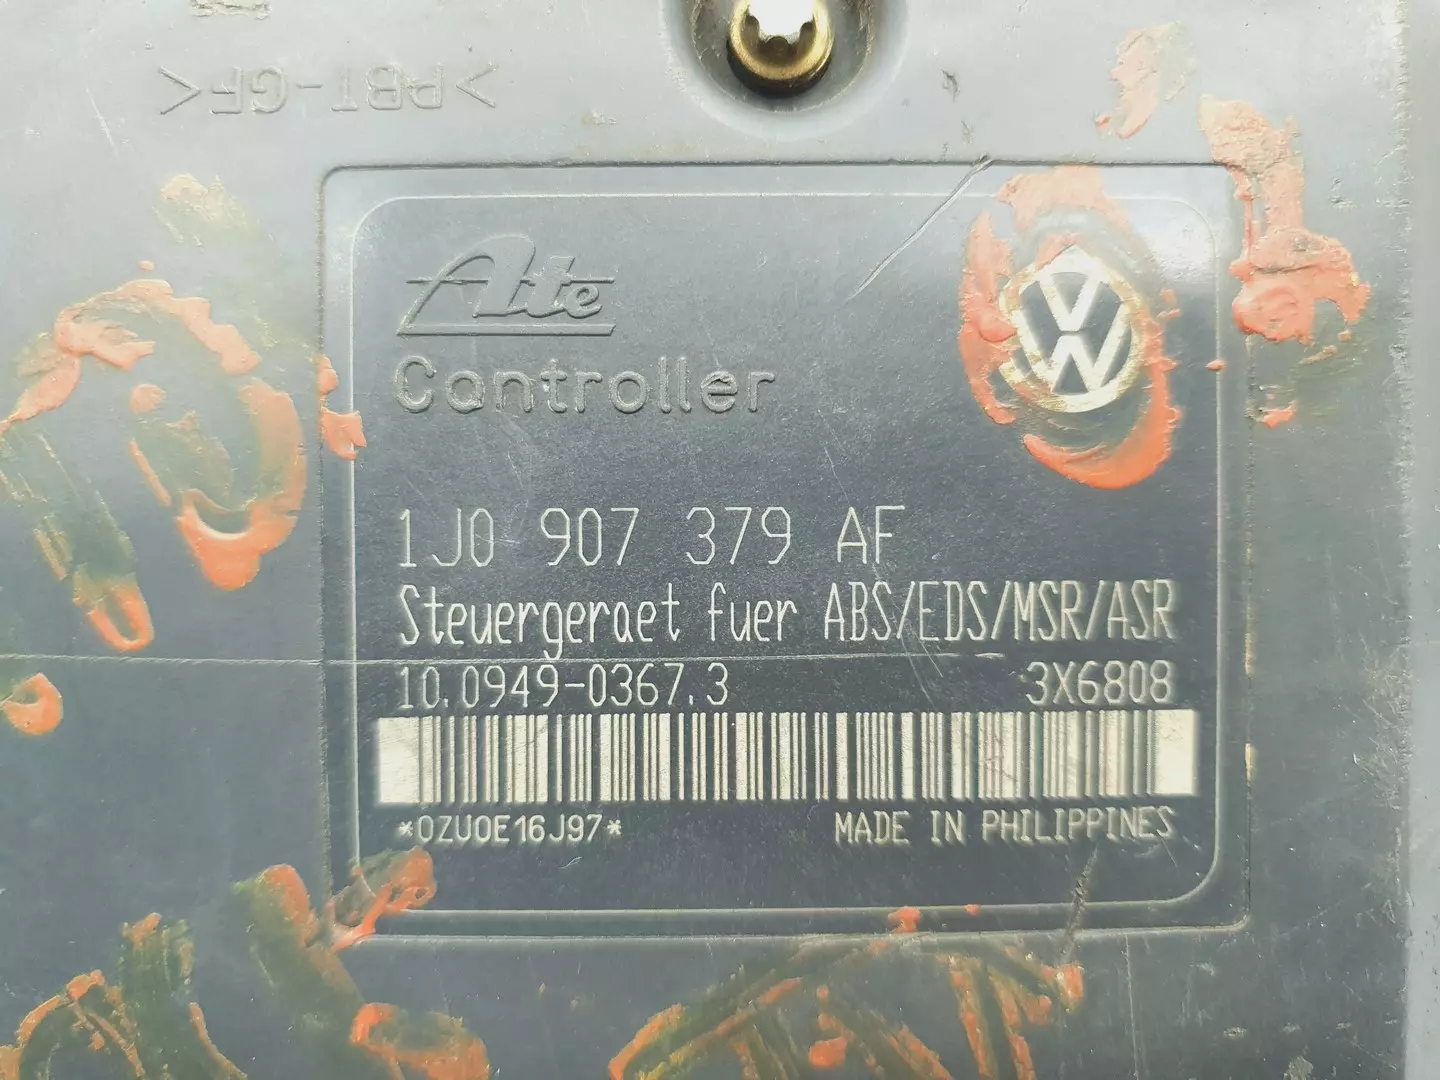 >PBT-GF<
Ate
Controller
1J0 907 379 AF
Steuergeraet fuer ABS/EDS/MSR/ASR
10.0949-0367.3 3X6808
*0ZU0E16J97* MADE IN PHILIPPINES